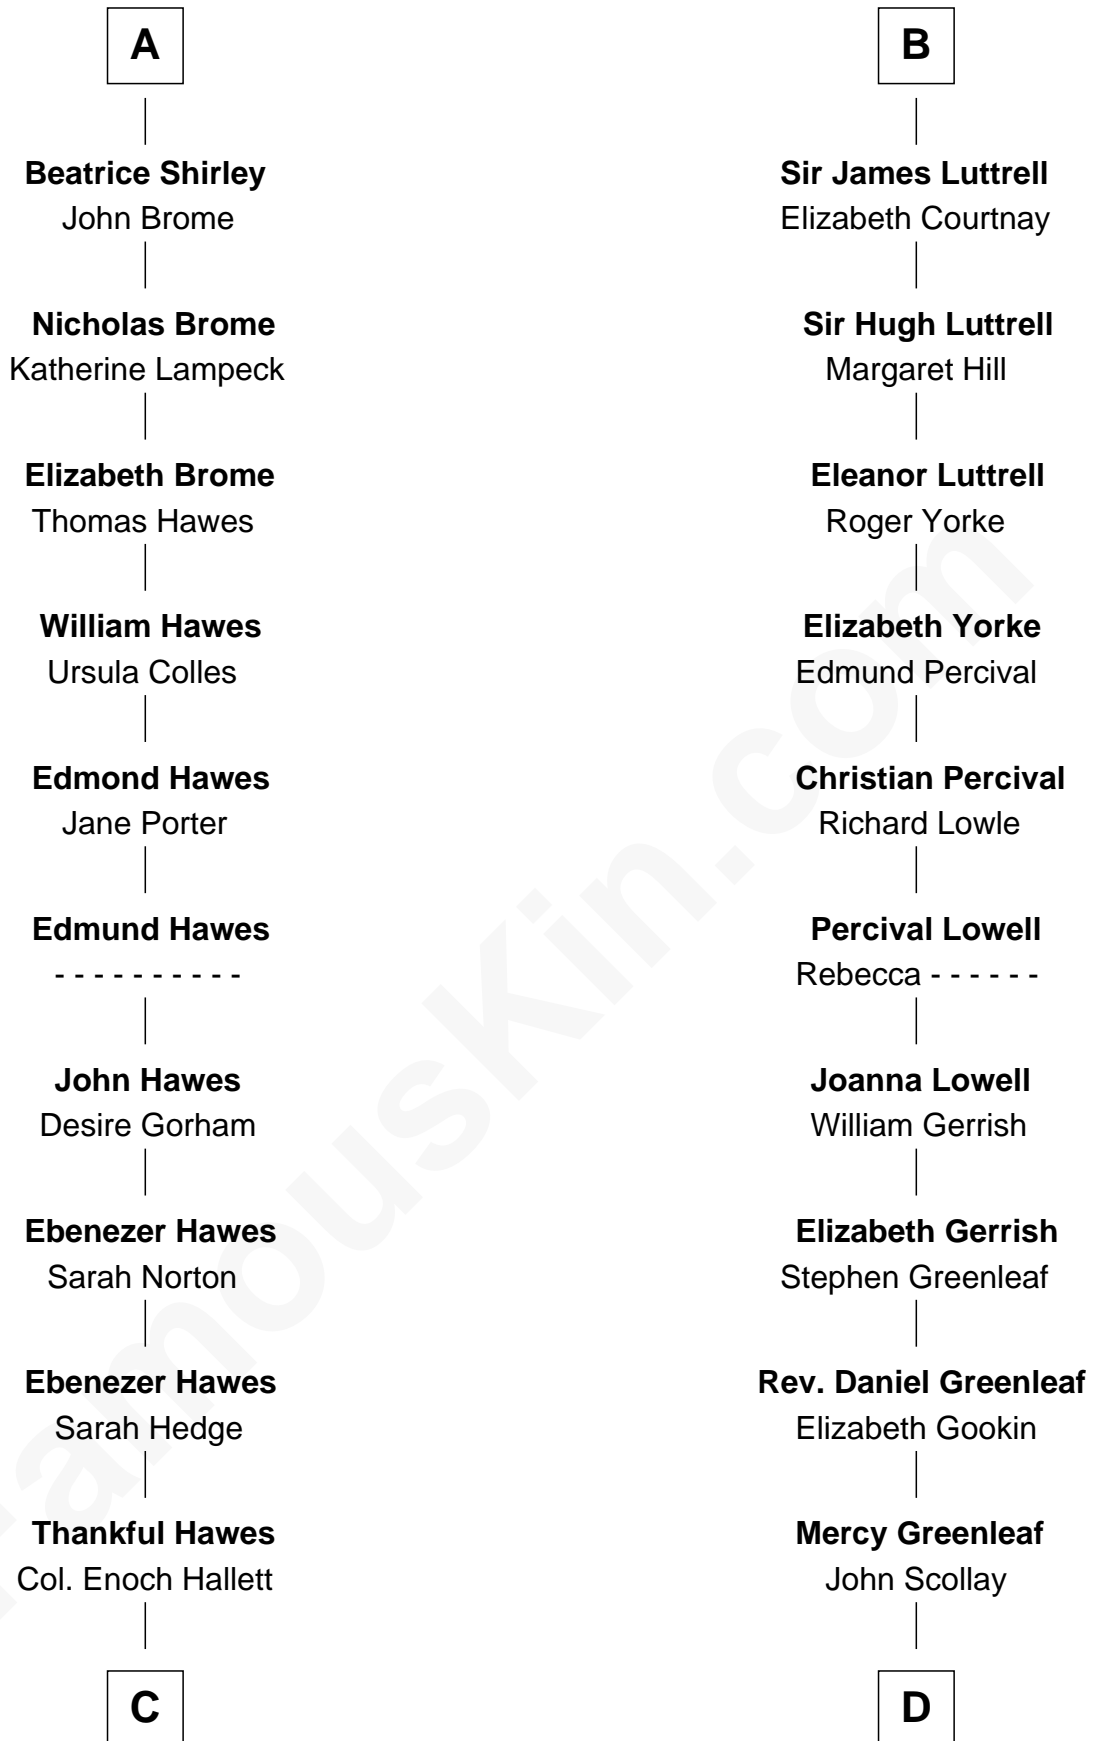 A
Beatrice Shirley
John Brome
Nicholas Brome
Katherine Lampeck
Elizabeth Brome
Thomas Hawes
William Hawes
Ursula Colles
Edmond Hawes
Jane Porter
Edmund Hawes
- - - - - - - - - -
John Hawes
Desire Gorham
Ebenezer Hawes
Sarah Norton
Ebenezer Hawes
Sarah Hedge
Thankful Hawes
Col. Enoch Hallett
C
B
Sir James Luttrell
Elizabeth Courtnay
Sir Hugh Luttrell
Margaret Hill
Eleanor Luttrell
Roger Yorke
Elizabeth Yorke
Edmund Percival
Christian Percival
Richard Lowle
Percival Lowell
Rebecca - - - - - -
Joanna Lowell
William Gerrish
Elizabeth Gerrish
Stephen Greenleaf
Rev. Daniel Greenleaf
Elizabeth Gookin
Mercy Greenleaf
John Scollay
D
FamousKin.com